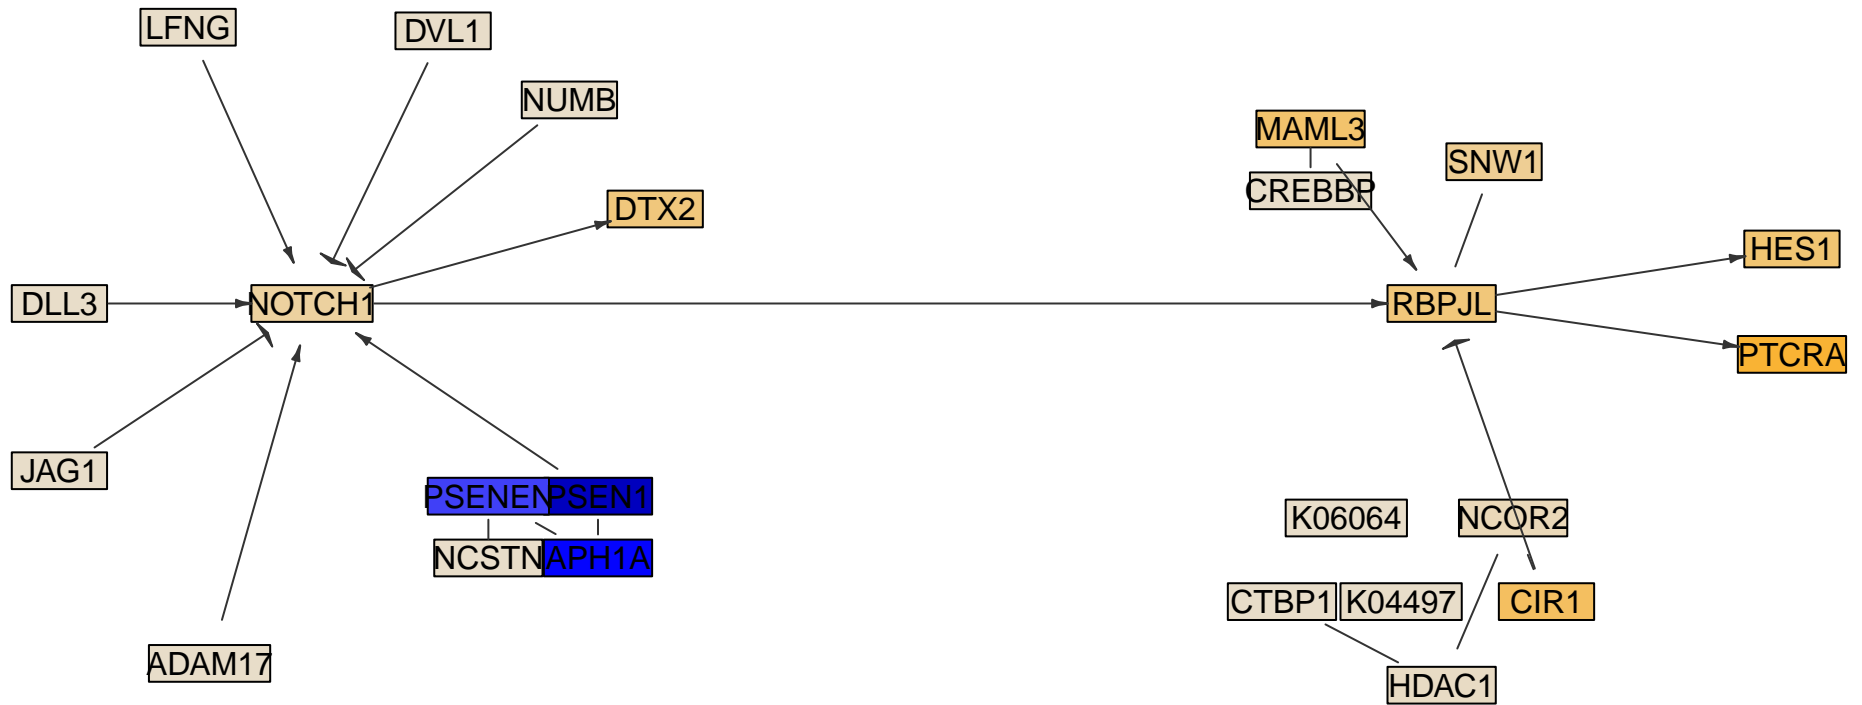 LFNG
DVL1
NUMB
MAML3
SNW1
CREBBP
DTX2
HES1
DLL3
NOTCH1
RBPJL
PTCRA
JAG1
PSENEN
PSEN1
K06064
NCOR2
NCSTN
APH1A
CTBP1
K04497
CIR1
ADAM17
HDAC1